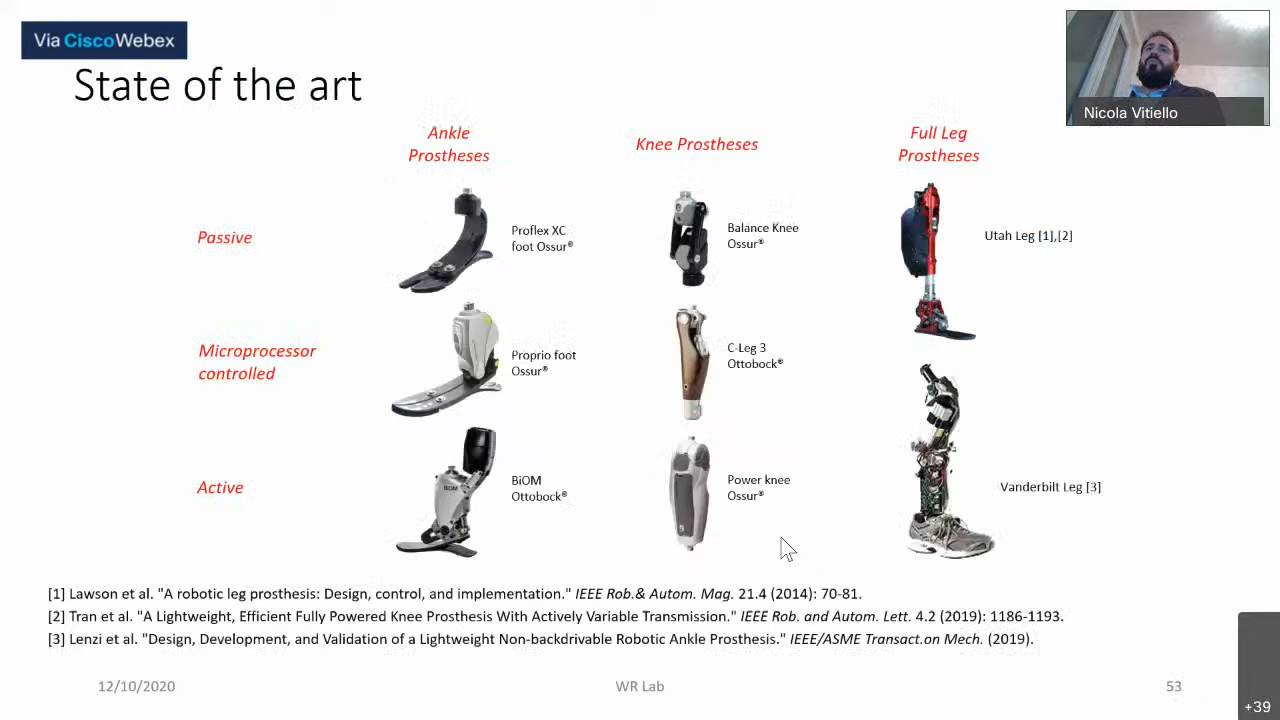 Via CiscoWebex
State of the art
Nicola Vitiello
Ankle
Prostheses
Knee Prostheses
Full Leg
Prostheses
Passive
Proflex XC
foot Ossur®
Balance Knee
Ossur®
Utah Leg [1],[2]
Microprocessor
controlled
Proprio foot
Ossur®
C-Leg 3
Ottobock®
Active
BiOM
BiOM
Ottobock®
Power knee
Ossur®
Vanderbilt Leg [3]
[1] Lawson et al. "A robotic leg prosthesis: Design, control, and implementation." IEEE Rob.& Autom. Mag. 21.4 (2014): 70-81.
[2] Tran et al. "A Lightweight, Efficient Fully Powered Knee Prosthesis With Actively Variable Transmission." IEEE Rob. and Autom. Lett. 4.2 (2019): 1186-1193.
[3] Lenzi et al. "Design, Development, and Validation of a Lightweight Non-backdrivable Robotic Ankle Prosthesis." IEEE/ASME Transact.on Mech. (2019).
12/10/2020
WR Lab
53
+39